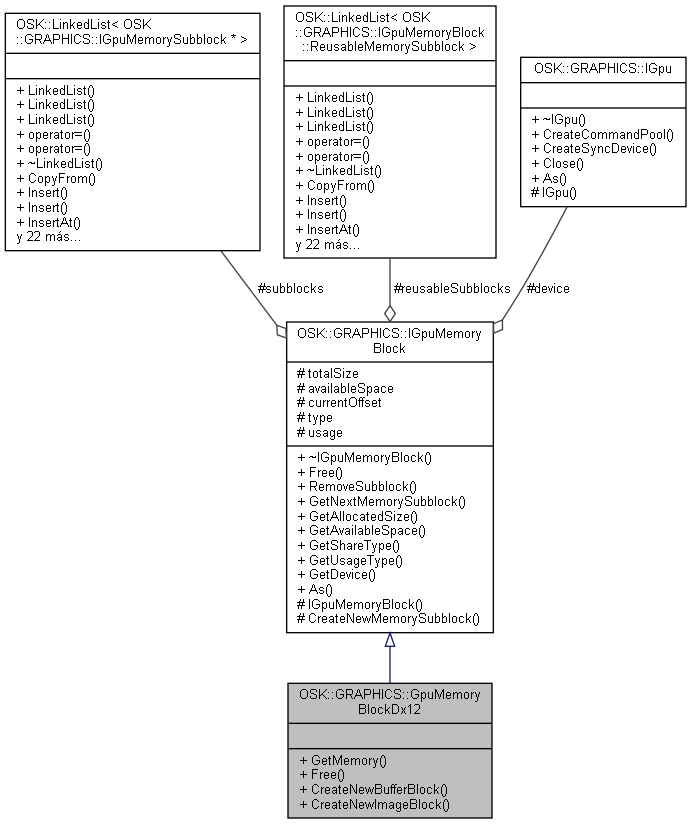 OSK::LinkedList< OSK
::GRAPHICS::IGpuMemorySubblock * >
+ LinkedList()
+ LinkedList()
+ LinkedList()
+ operator=()
+ operator=()
+ ~LinkedList()
+ CopyFrom()
+ Insert()
+ Insert()
+ InsertAt()
y 22 más...
OSK::LinkedList< OSK
::GRAPHICS::IGpuMemoryBlock
::ReusableMemorySubblock >
+ LinkedList()
+ LinkedList()
+ LinkedList()
+ operator=()
+ operator=()
+ ~LinkedList()
+ CopyFrom()
+ Insert()
+ Insert()
+ InsertAt()
y 22 más...
OSK::GRAPHICS::IGpu
+ ~IGpu()
+ CreateCommandPool()
+ CreateSyncDevice()
+ Close()
+ As()
# IGpu()
#subblocks
#reusableSubblocks
#device
OSK::GRAPHICS::IGpuMemory
Block
# totalSize
# availableSpace
# currentOffset
# type
# usage
+ ~IGpuMemoryBlock()
+ Free()
+ RemoveSubblock()
+ GetNextMemorySubblock()
+ GetAllocatedSize()
+ GetAvailableSpace()
+ GetShareType()
+ GetUsageType()
+ GetDevice()
+ As()
# IGpuMemoryBlock()
# CreateNewMemorySubblock()
OSK::GRAPHICS::GpuMemory
BlockDx12
+ GetMemory()
+ Free()
+ CreateNewBufferBlock()
+ CreateNewImageBlock()